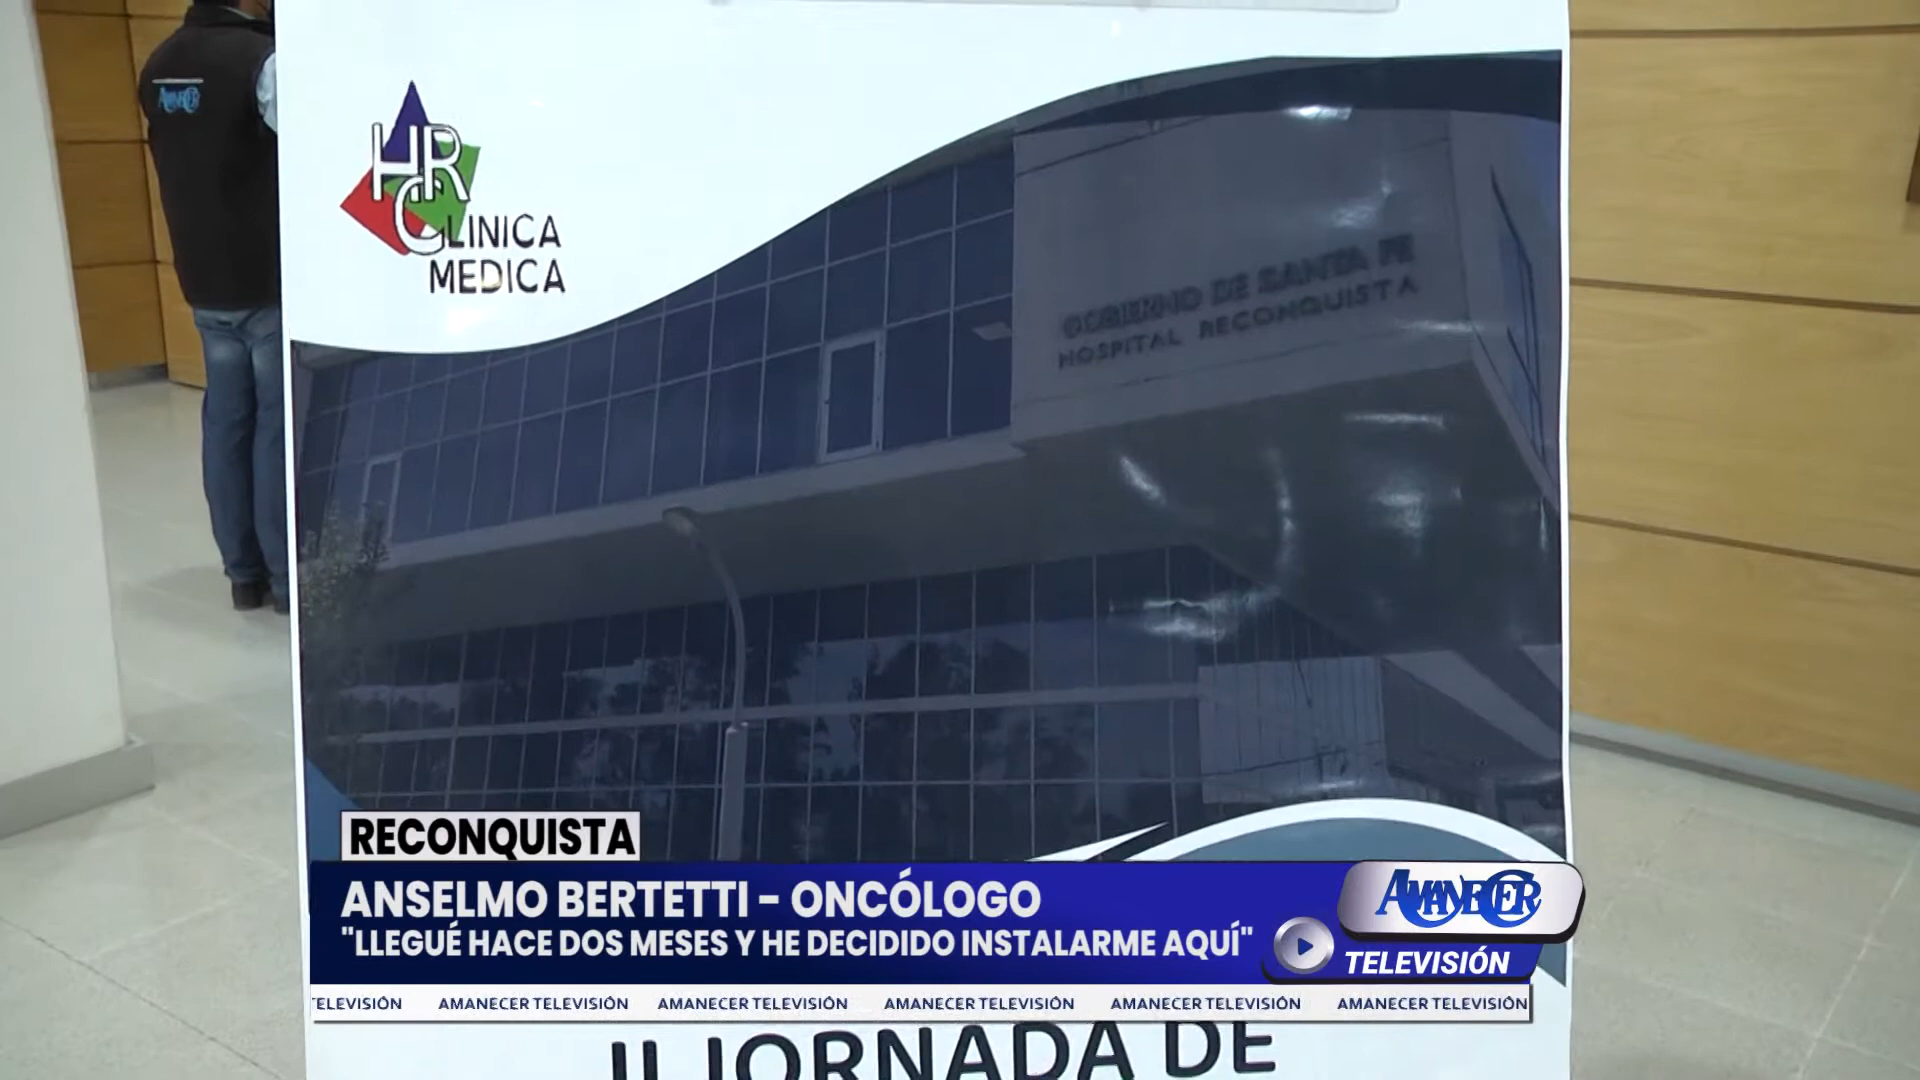 AMANECER
HRC
CLINICA
MEDICA
GOBIERNO DE SANTA FE
HOSPITAL RECONQUISTA
RECONQUISTA
ANSELMO BERTETTI - ONCÓLOGO
"LLEGUÉ HACE DOS MESES Y HE DECIDIDO INSTALARME AQUÍ"
AMANECER
TELEVISIÓN
TELEVISIÓN AMANECER TELEVISIÓN AMANECER TELEVISIÓN AMANECER TELEVISIÓN AMANECER TELEVISIÓN AMANECER TELEVISIÓN
II JORNADA DE